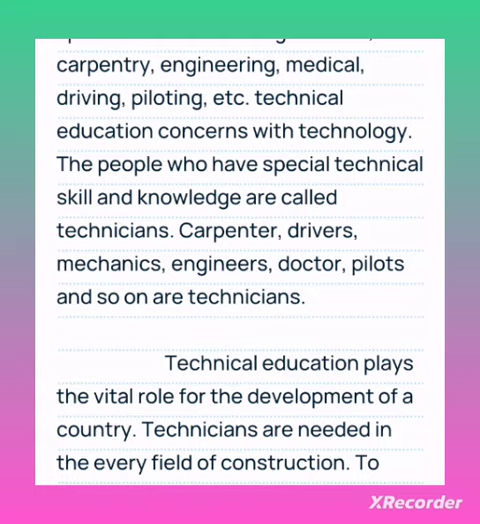 carpentry, engineering, medical,
driving, piloting, etc. technical
education concerns with technology.
The people who have special technical
skill and knowledge are called
technicians. Carpenter, drivers,
mechanics, engineers, doctor, pilots
and so on are technicians.
Technical education plays
the vital role for the development of a
country. Technicians are needed in
the every field of construction. To
XRecorder